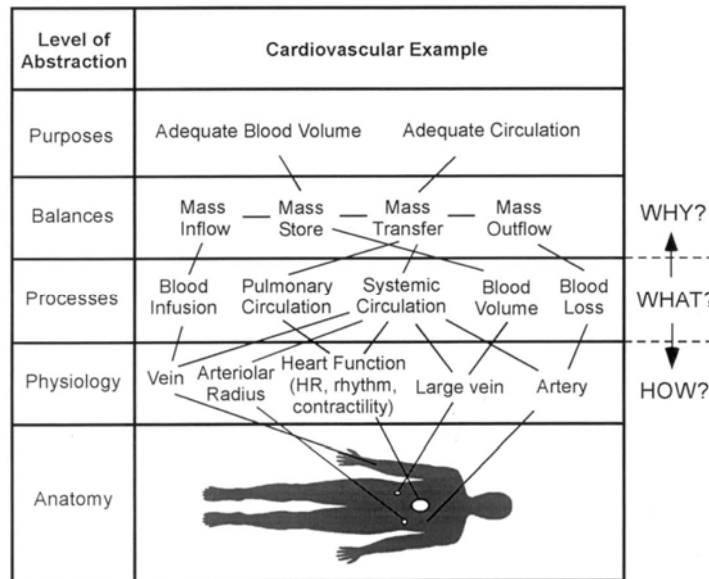 Level of
Abstraction
Cardiovascular Example
Purposes
Adequate Blood Volume
Adequate Circulation
Balances
Mass
Inflow
Mass
Store
Mass
Transfer
Mass
Outflow
WHY?
Processes
Blood
Infusion
Pulmonary
Circulation
Systemic
Circulation
Blood
Volume
Blood
Loss
WHAT?
Physiology
Vein
Arteriolar
Radius
Heart Function
(HR, rhythm,
contractility)
Large vein
Artery
HOW?
Anatomy